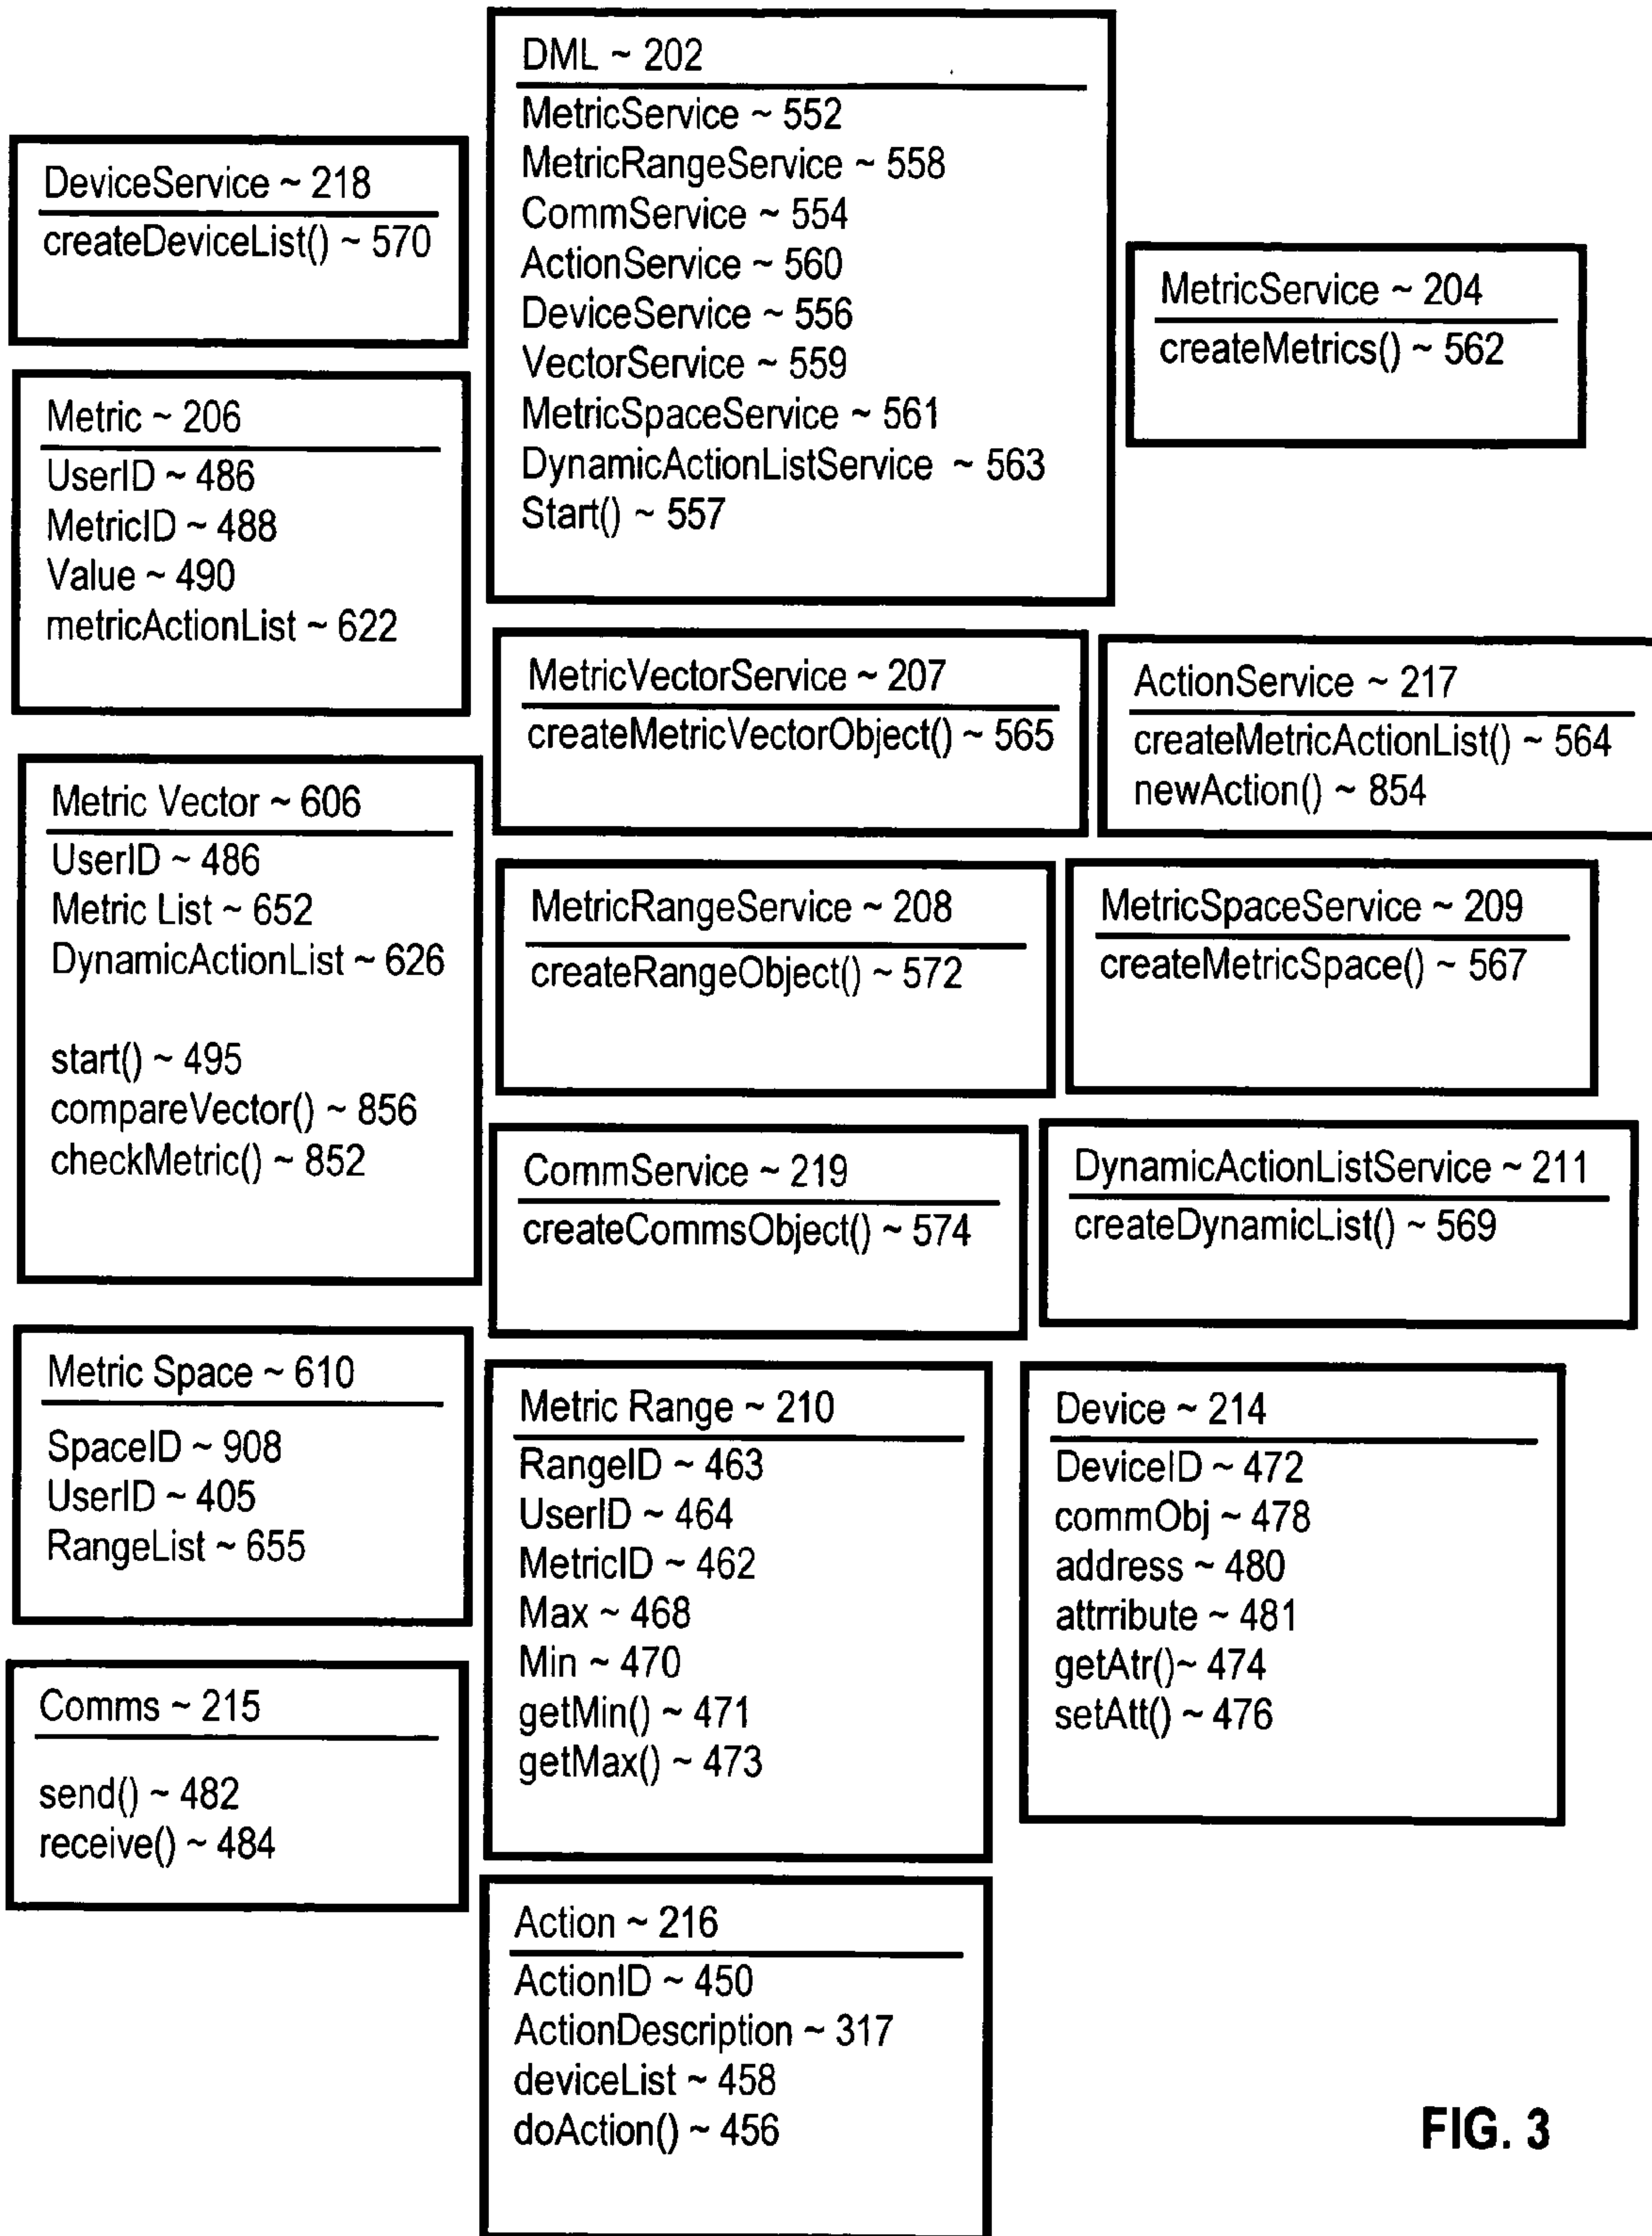 DML ~ 202
MetricService ~ 552
MetricRangeService ~ 558
CommService ~ 554
ActionService ~ 560
DeviceService ~ 556
VectorService ~ 559
MetricSpaceService ~ 561
DynamicActionListService ~ 563
Start() ~ 557
DeviceService ~ 218
createDeviceList() ~ 570
MetricService ~ 204
createMetrics() ~ 562
Metric ~ 206
UserID ~ 486
MetricID ~ 488
Value ~ 490
metricActionList ~ 622
MetricVectorService ~ 207
createMetricVectorObject() ~ 565
ActionService ~ 217
createMetricActionList() ~ 564
newAction() ~ 854
Metric Vector ~ 606
UserID ~ 486
Metric List ~ 652
DynamicActionList ~ 626
start() ~ 495
compareVector() ~ 856
checkMetric() ~ 852
MetricRangeService ~ 208
createRangeObject() ~ 572
MetricSpaceService ~ 209
createMetricSpace() ~ 567
CommService ~ 219
createCommsObject() ~ 574
DynamicActionListService ~ 211
createDynamicList() ~ 569
Metric Space ~ 610
SpaceID ~ 908
UserID ~ 405
RangeList ~ 655
Metric Range ~ 210
RangeID ~ 463
UserID ~ 464
MetricID ~ 462
Max ~ 468
Min ~ 470
getMin() ~ 471
getMax() ~ 473
Device ~ 214
DeviceID ~ 472
commObj ~ 478
address ~ 480
attrribute ~ 481
getAtr()~ 474
setAtt() ~ 476
Comms ~ 215
send() ~ 482
receive() ~ 484
Action ~ 216
ActionID ~ 450
ActionDescription ~ 317
deviceList ~ 458
doAction() ~ 456
FIG. 3